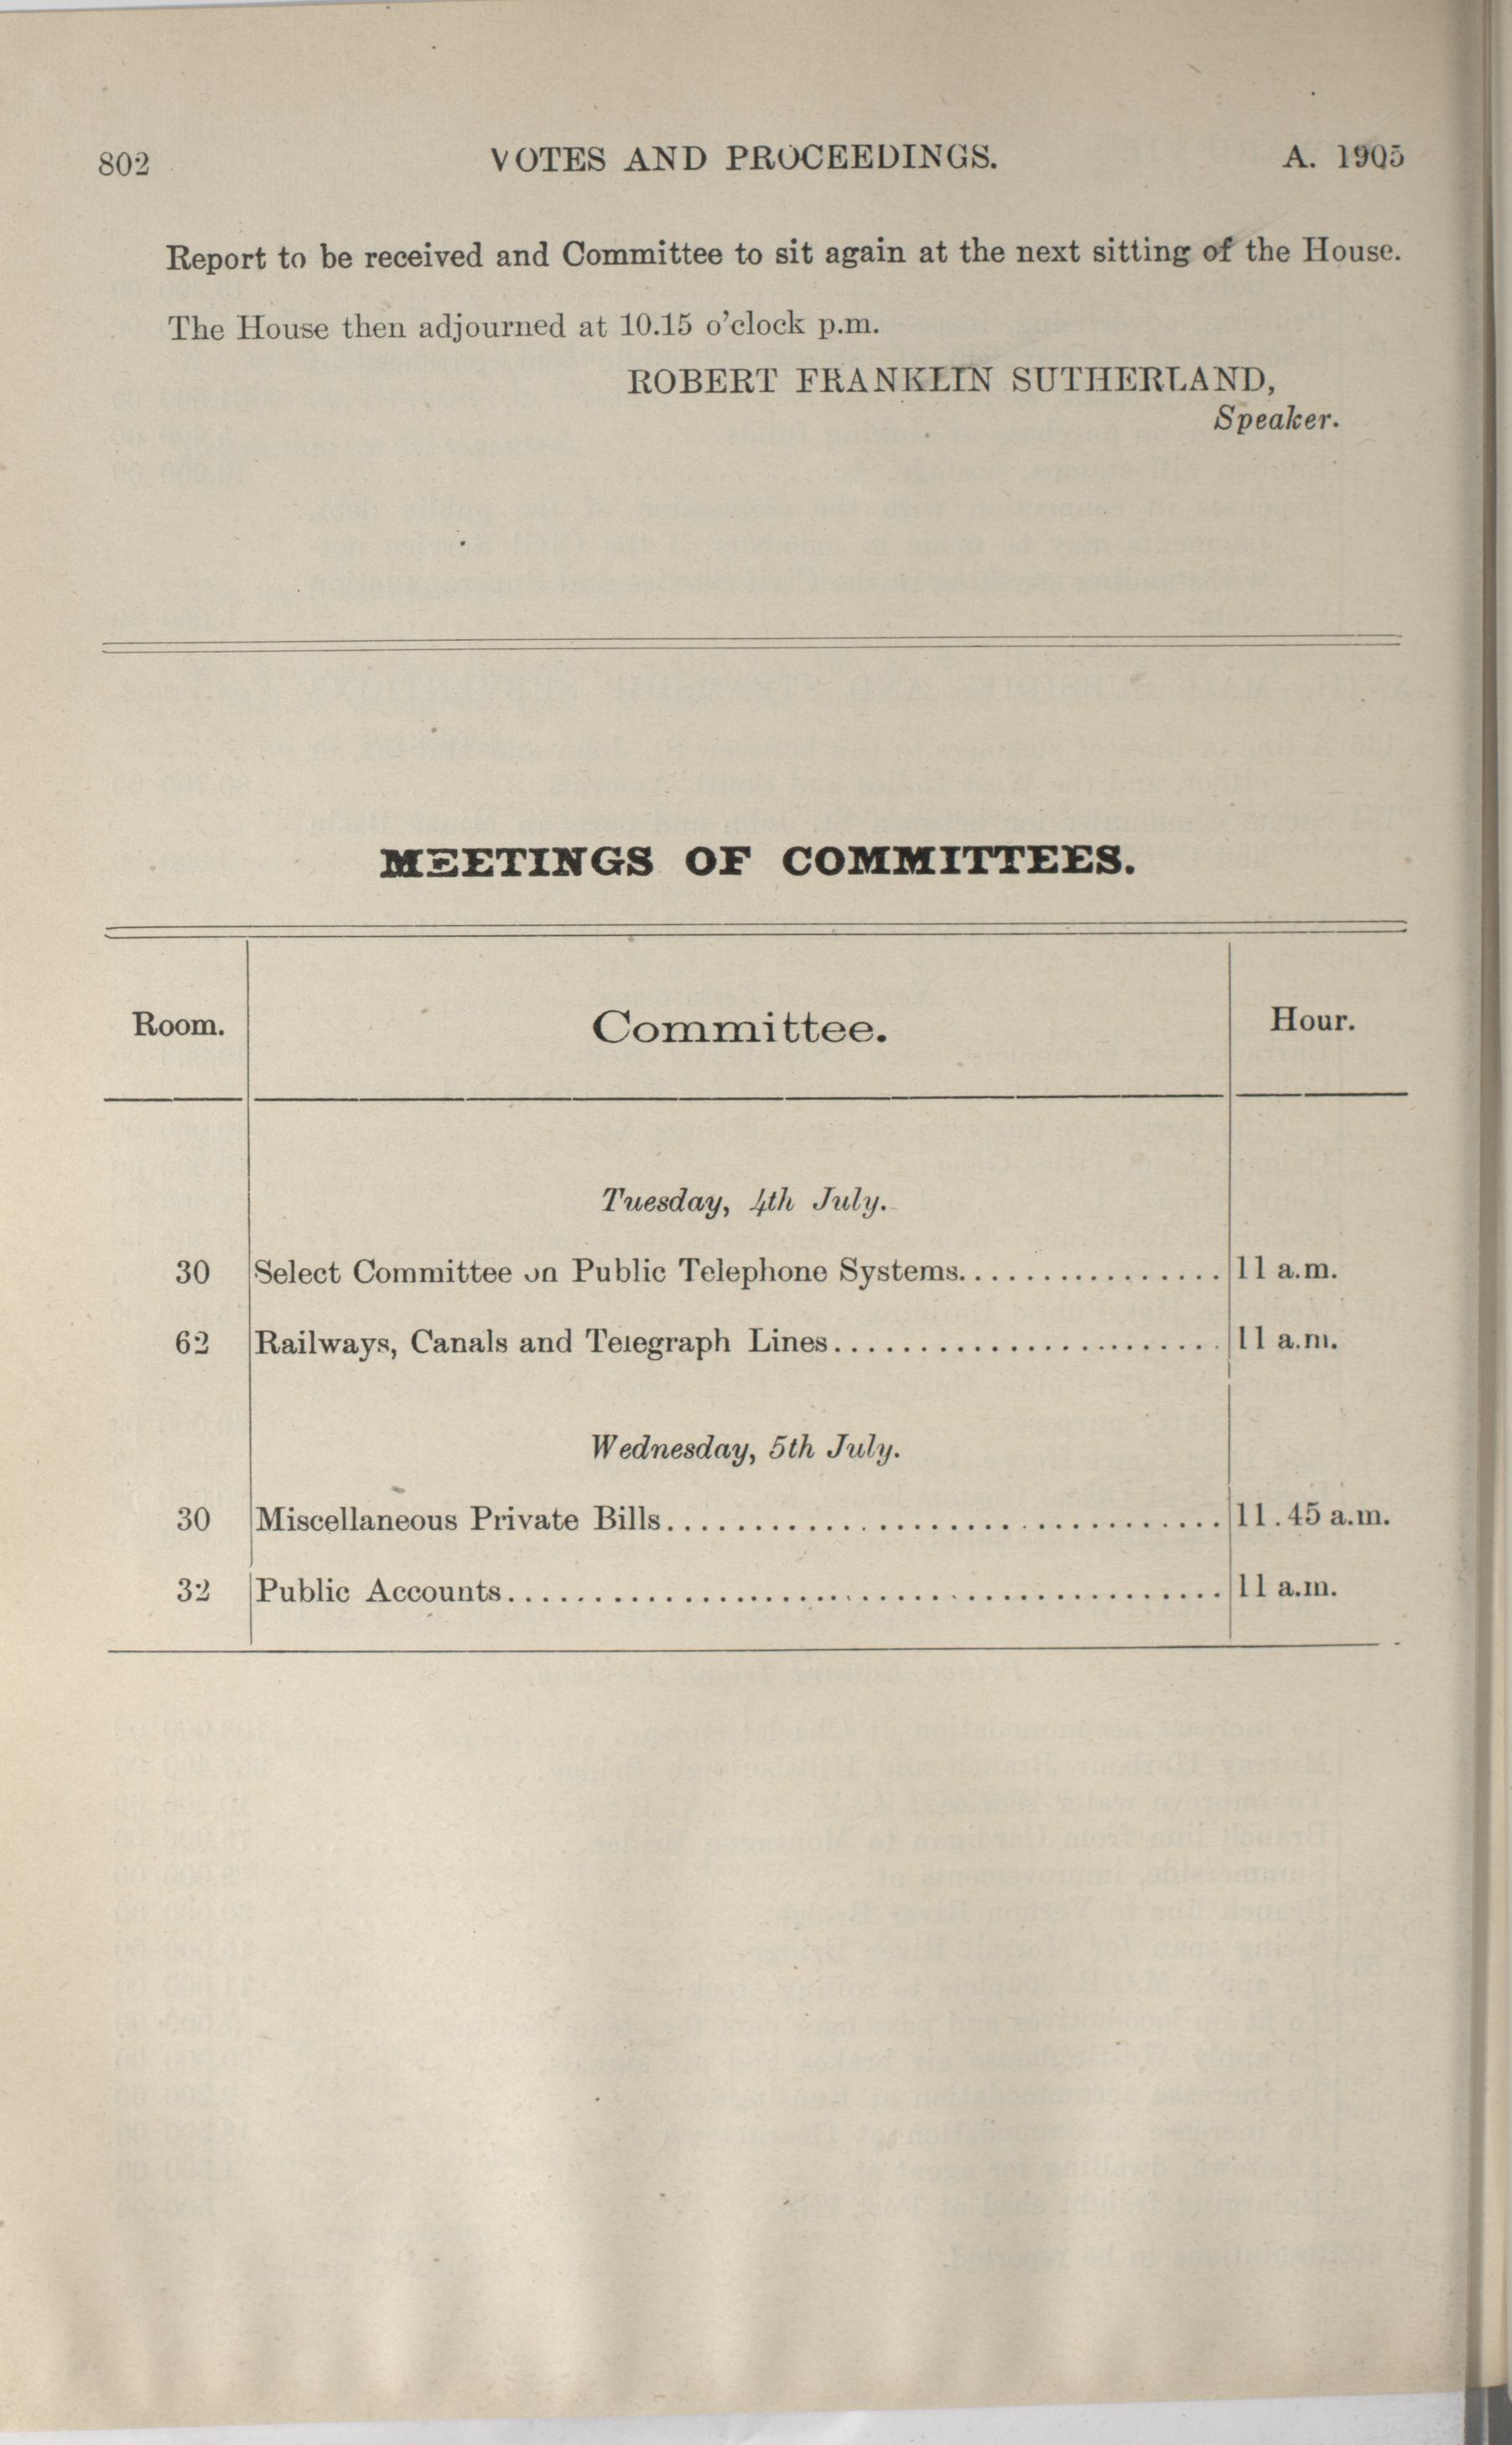 802 VOTES AND PROCEEDINGS. A. 1905
Report to be received and Committee to sit again at the next sitting of the House.
The House then adjourned at 10.15 o'clock p.m.
ROBERT FRANKLIN SUTHERLAND,
Speaker.
MEETINGS OF COMMITTEES.
Room. Committee. Hour.
Tuesday, 4th July.
30 Select Committee on Public Telephone Systems................ 11 a.m.
62 Railways, Canals and Telegraph Lines....................... 11 a.m.
Wednesday, 5th July.
30 Miscellaneous Private Bills................................ 11.45 a.m.
32 Public Accounts......................................... 11 a.m.